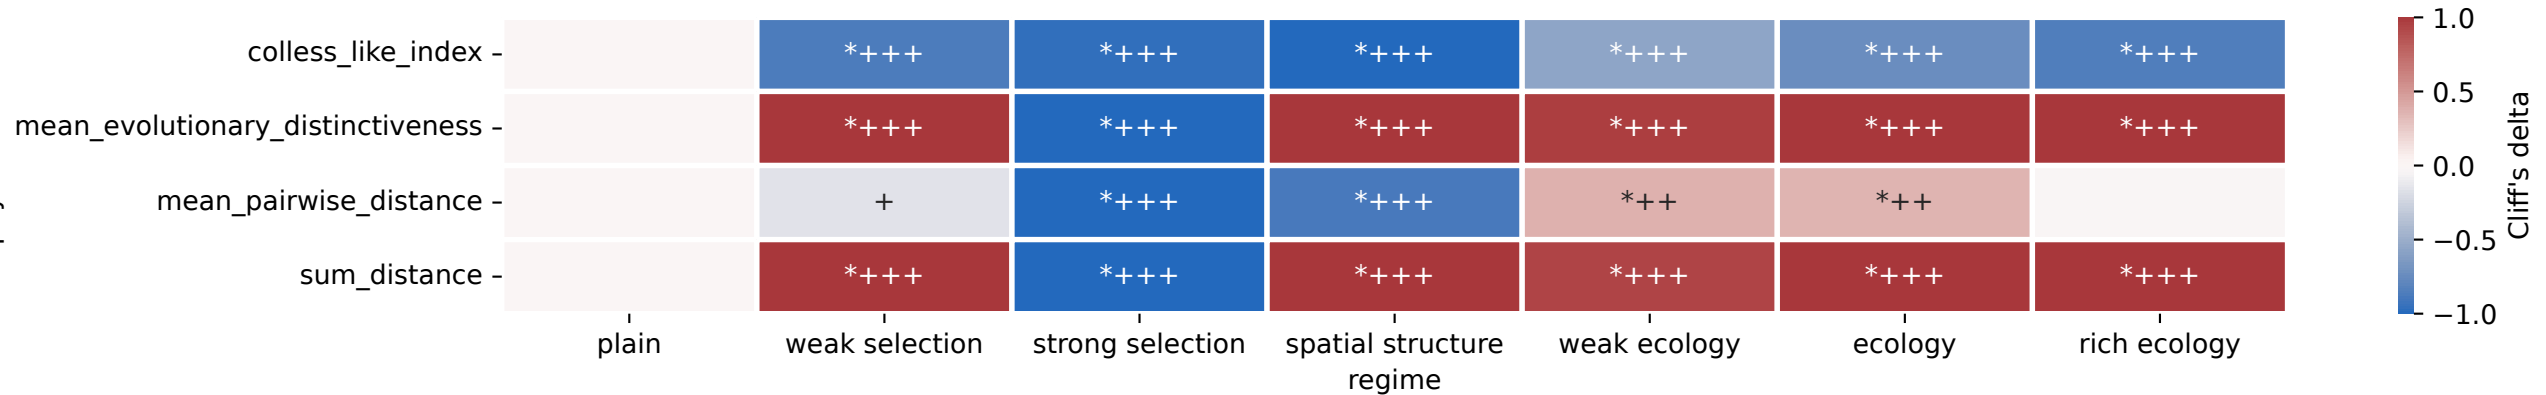 colless_like_index *+++ *+++ *+++ *+++ *+++ *+++
mean_evolutionary_distinctiveness *+++ *+++ *+++ *+++ *+++ *+++
mean_pairwise_distance + *+++ *+++ *++ *++
sum_distance *+++ *+++ *+++ *+++ *+++ *+++
plain weak selection strong selection spatial structure weak ecology ecology rich ecology
regime
1.0
0.5
0.0
−0.5
−1.0
Cliff's delta